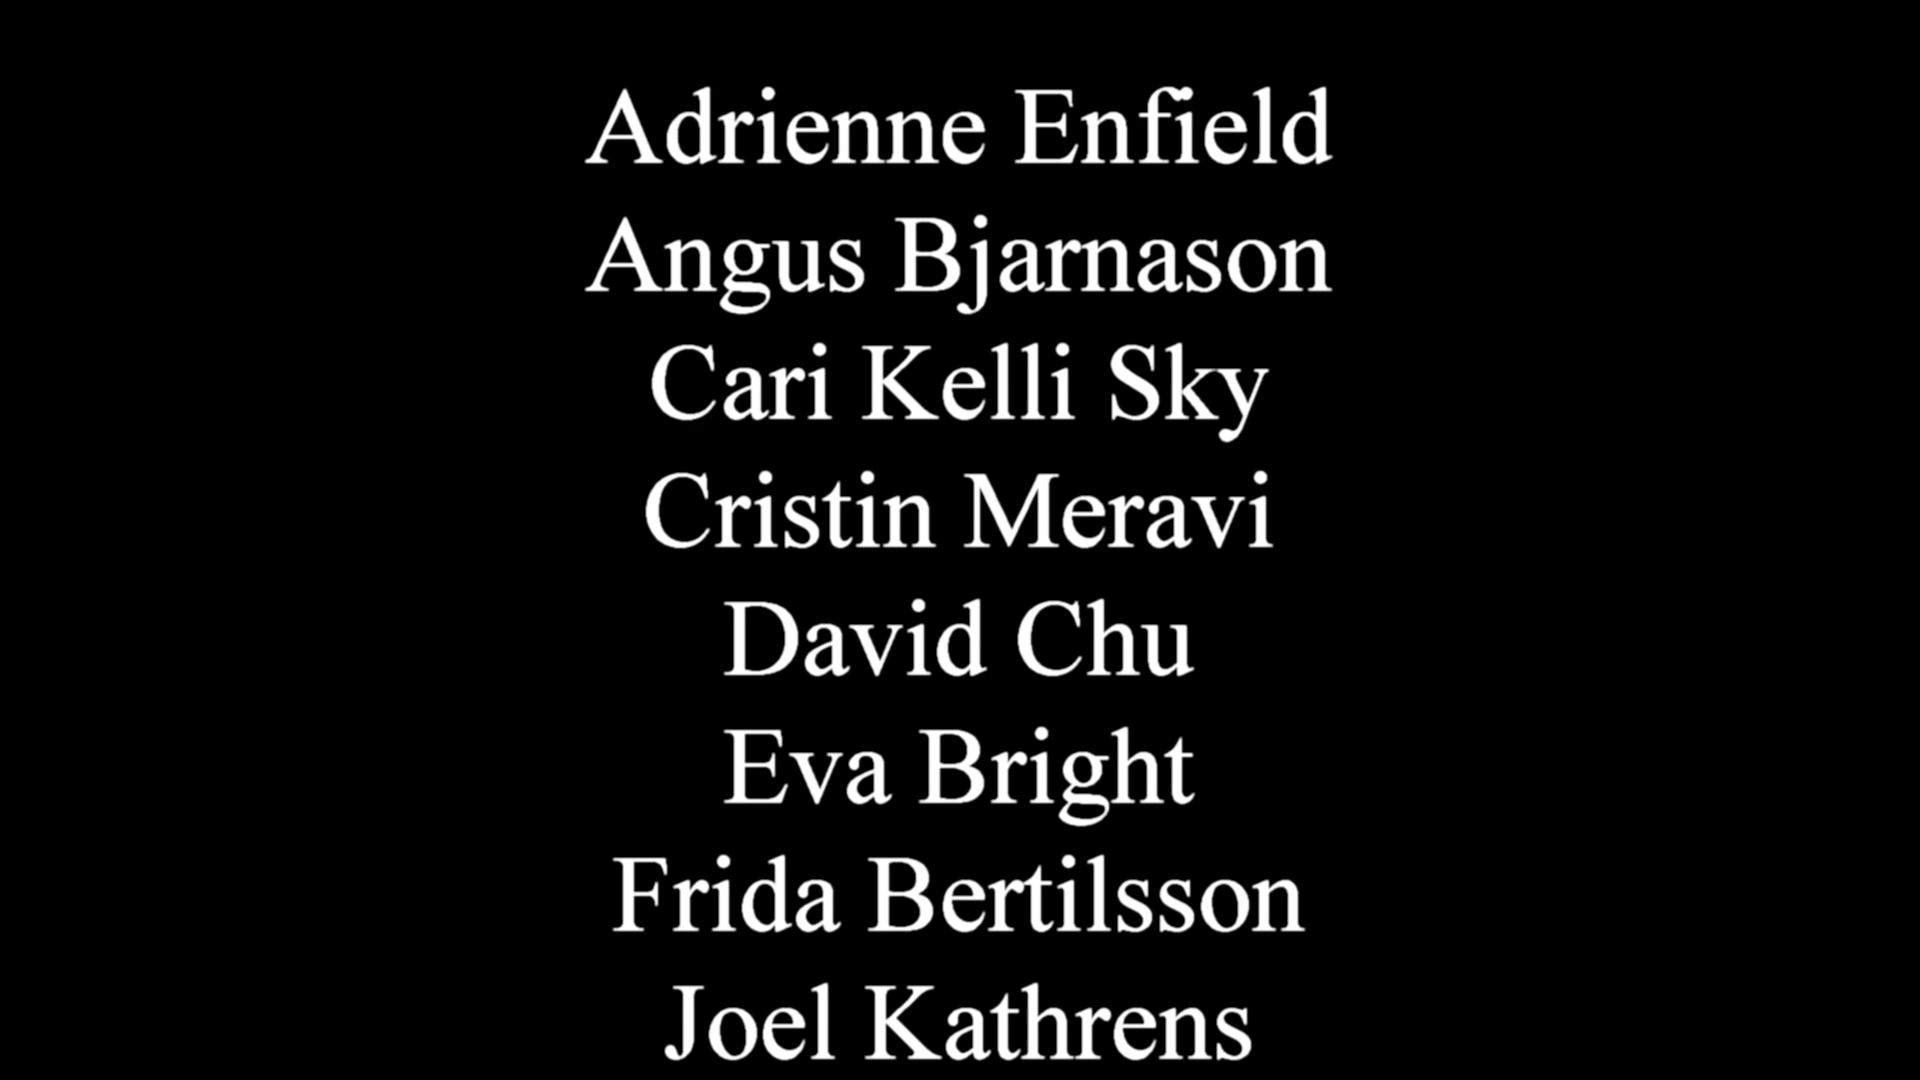 Adrienne Enfield
Angus Bjarnason
Cari Kelli Sky
Cristin Meravi
David Chu
Eva Bright
Frida Bertilsson
Joel Kathrens